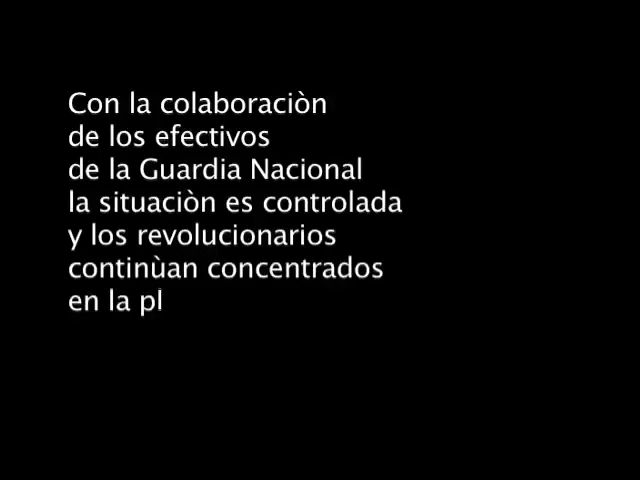 Con la colaboraciòn
de los efectivos
de la Guardia Nacional
la situaciòn es controlada
y los revolucionarios
continùan concentrados
en la pl